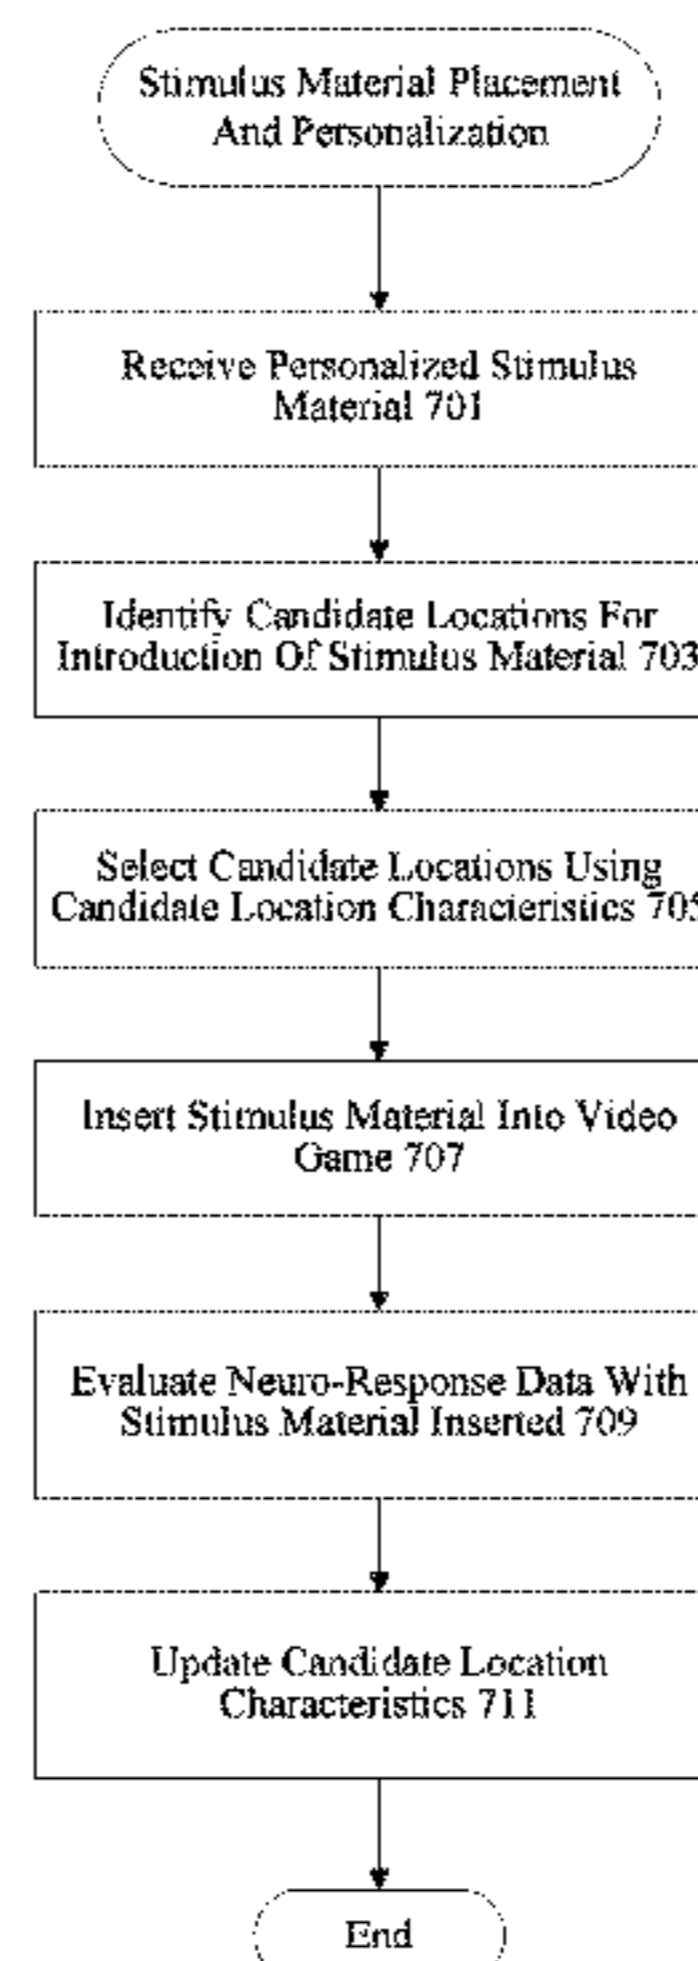 Stimulus Material Placement
And Personalization
Receive Personalized Stimulus
Material 701
Identify Candidate Locations For
Introduction Of Stimulus Material 703
Select Candidate Locations Using
Candidate Location Characteristics 705
Insert Stimulus Material Into Video
Game 707
Evaluate Neuro-Response Data With
Stimulus Material Inserted 709
Update Candidate Location
Characteristics 711
End